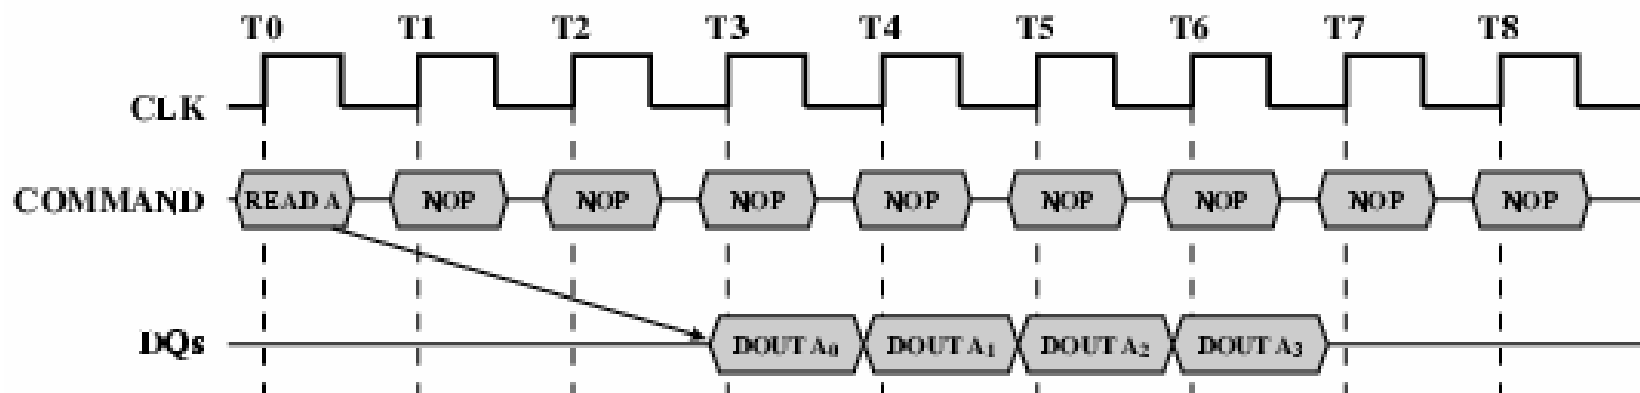 T0 T1 T2 T3 T4 T5 T6 T7 T8
CLK
COMMAND READ A NOP NOP NOP NOP NOP NOP NOP NOP
DQs DOUT A0 DOUT A1 DOUT A2 DOUT A3